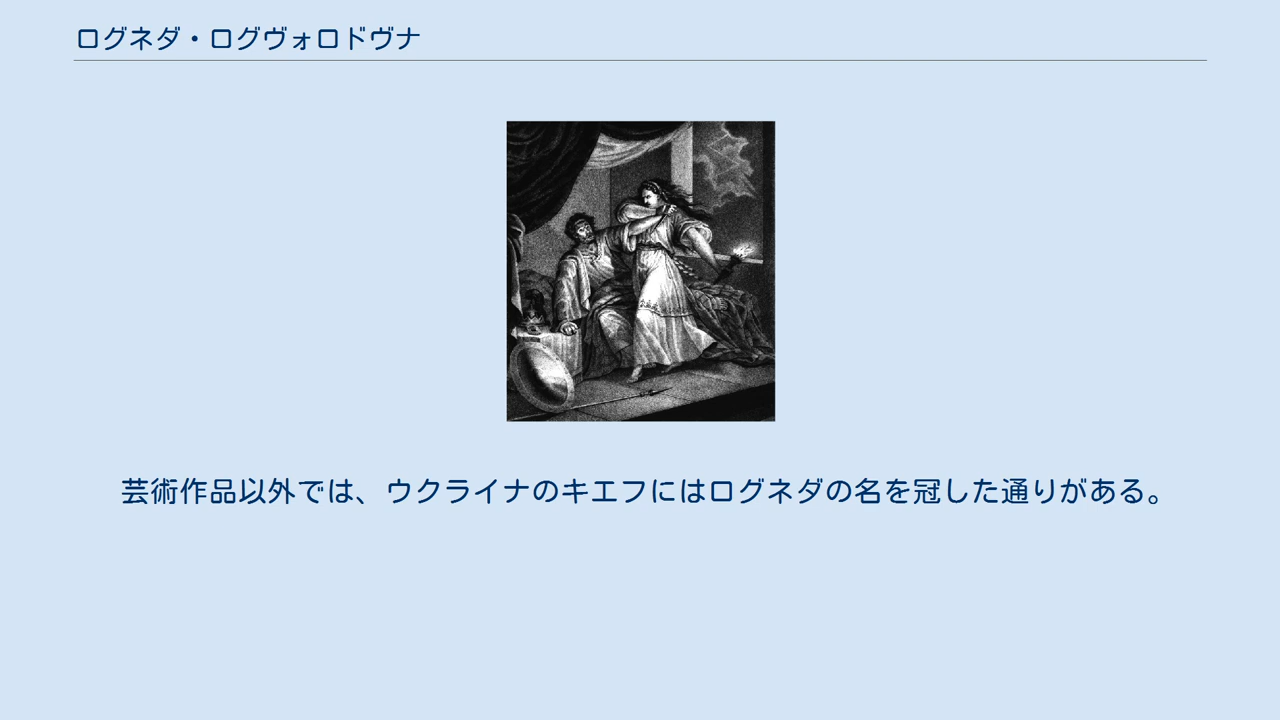 ログネダ・ログヴォロドヴナ
芸術作品以外では、ウクライナのキエフにはログネダの名を冠した通りがある。